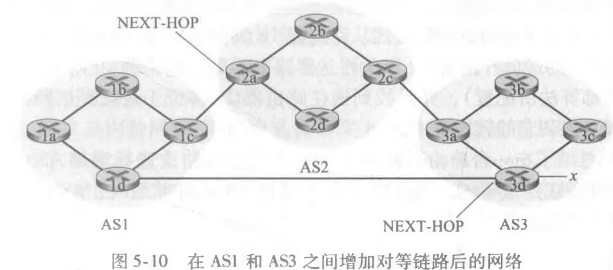 NEXT-HOP
2b
1b
2a
2c
3b
1a
1c
2d
3a
3c
1d
AS2
3d
x
AS1
NEXT-HOP
AS3
图 5-10 在 AS1 和 AS3 之间增加对等链路后的网络